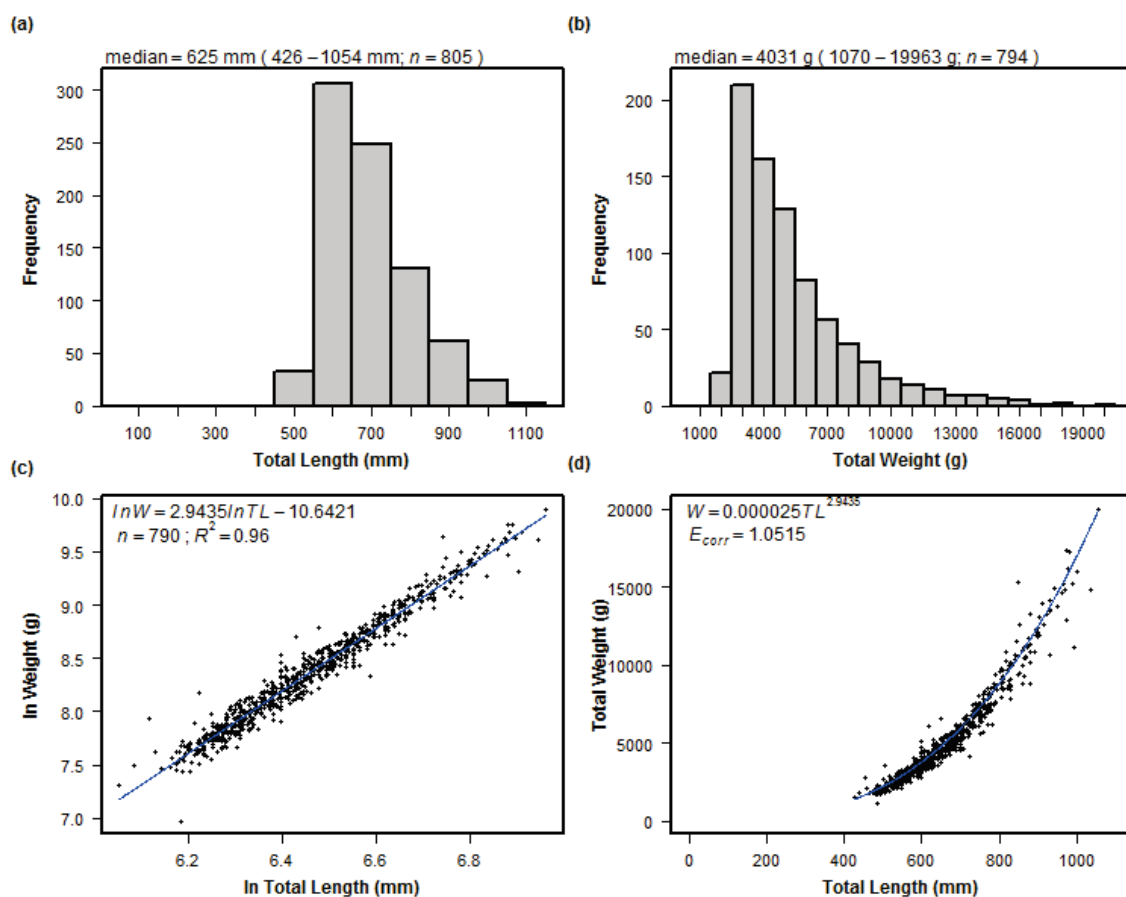 (a)
median = 625 mm ( 426 – 1054 mm; n = 805 )
300
250
200
150
100
50
0
Frequency
100 300 500 700 900 1100
Total Length (mm)
(b)
median = 4031 g ( 1070 – 19963 g; n = 794 )
200
150
100
50
0
Frequency
1000 4000 7000 10000 13000 16000 19000
Total Weight (g)
(c)
lnW = 2.9435lnTL – 10.6421
n = 790 ; R² = 0.96
10.0
9.5
9.0
8.5
8.0
7.5
7.0
ln Weight (g)
6.2 6.4 6.6 6.8
ln Total Length (mm)
(d)
W = 0.000025TL^2.9435
E_corr = 1.0515
20000
15000
10000
5000
0
Total Weight (g)
0 200 400 600 800 1000
Total Length (mm)